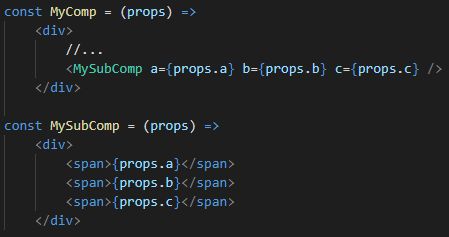 const MyComp = (props) =>
    <div>
        //...
        <MySubComp a={props.a} b={props.b} c={props.c} />
    </div>

const MySubComp = (props) =>
    <div>
        <span>{props.a}</span>
        <span>{props.b}</span>
        <span>{props.c}</span>
    </div>